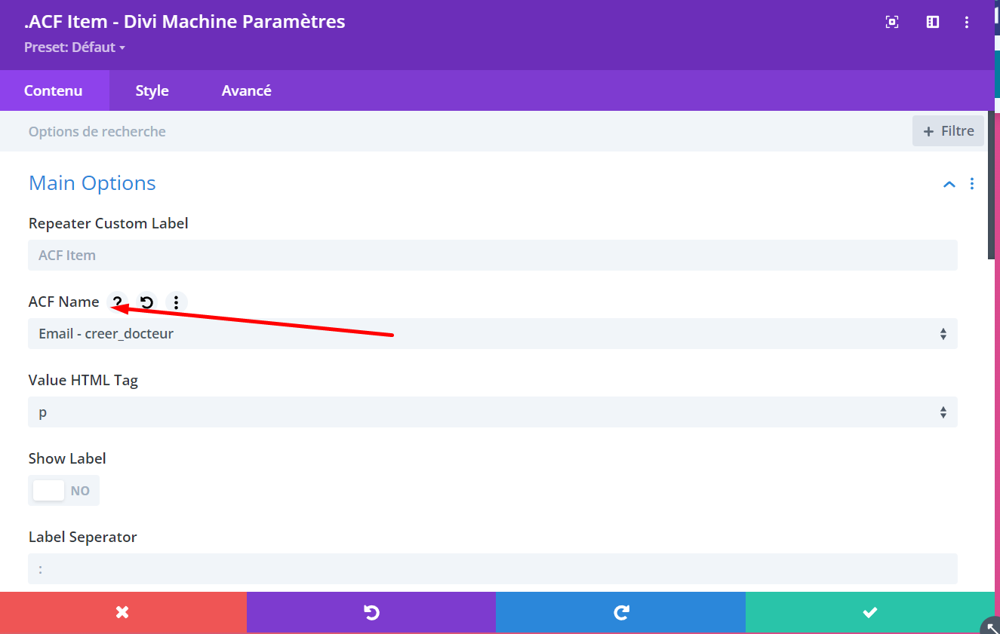 .ACF Item - Divi Machine Paramètres
Preset: Défaut
Contenu Style Avancé
Options de recherche + Filtre
Main Options
Repeater Custom Label
ACF Item
ACF Name ?
Email - creer_docteur
Value HTML Tag
p
Show Label
NO
Label Seperator
: